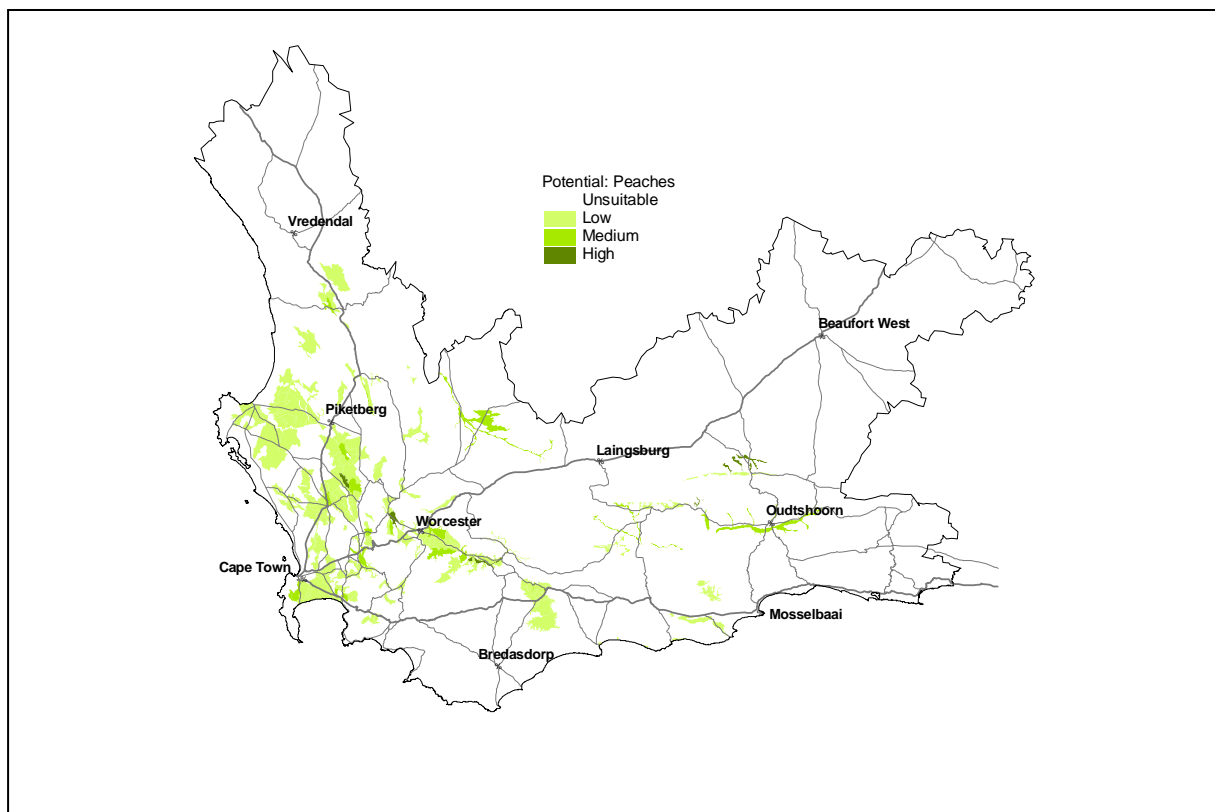 Potential: Peaches
Unsuitable
Low
Medium
High
Vredendal
Beaufort West
Piketberg
Laingsburg
Oudtshoorn
Worcester
Cape Town
Mosselbaai
Bredasdorp